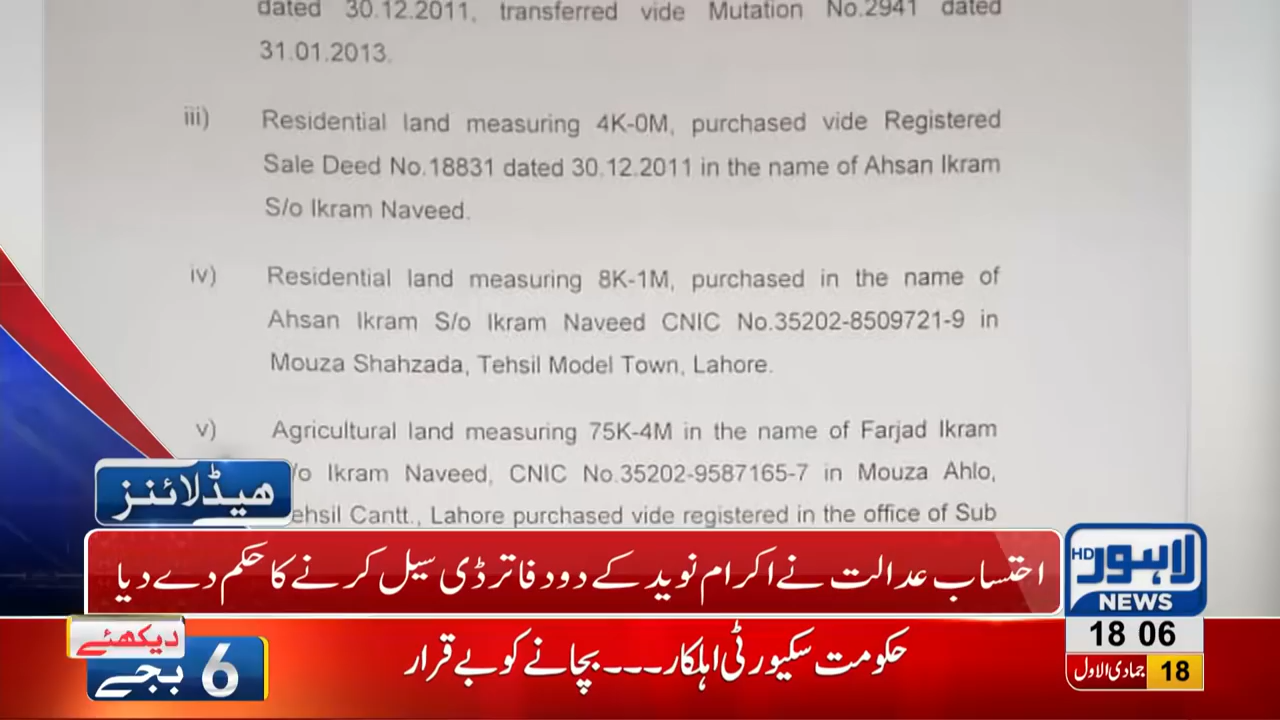 dated 30.12.2011, transferred vide Mutation No.2941 dated
31.01.2013.
iii) Residential land measuring 4K-0M, purchased vide Registered
Sale Deed No.18831 dated 30.12.2011 in the name of Ahsan Ikram
S/o Ikram Naveed.
iv) Residential land measuring 8K-1M, purchased in the name of
Ahsan Ikram S/o Ikram Naveed CNIC No.35202-8509721-9 in
Mouza Shahzada, Tehsil Model Town, Lahore.
v) Agricultural land measuring 75K-4M in the name of Farjad Ikram
/o Ikram Naveed, CNIC No.35202-9587165-7 in Mouza Ahlo,
ehsil Cantt., Lahore purchased vide registered in the office of Sub
ھیڈلائنز
احتساب عدالت نے اکرام نوید کے دو دفاتر ڈی سیل کرنے کا حکم دے دیا
لاہور HD
NEWS
18 06
18 جمادی الاول
دیکھئے
6 بجے
حکومت سکیورٹی اہلکار۔۔۔ بچانے کو بے قرار